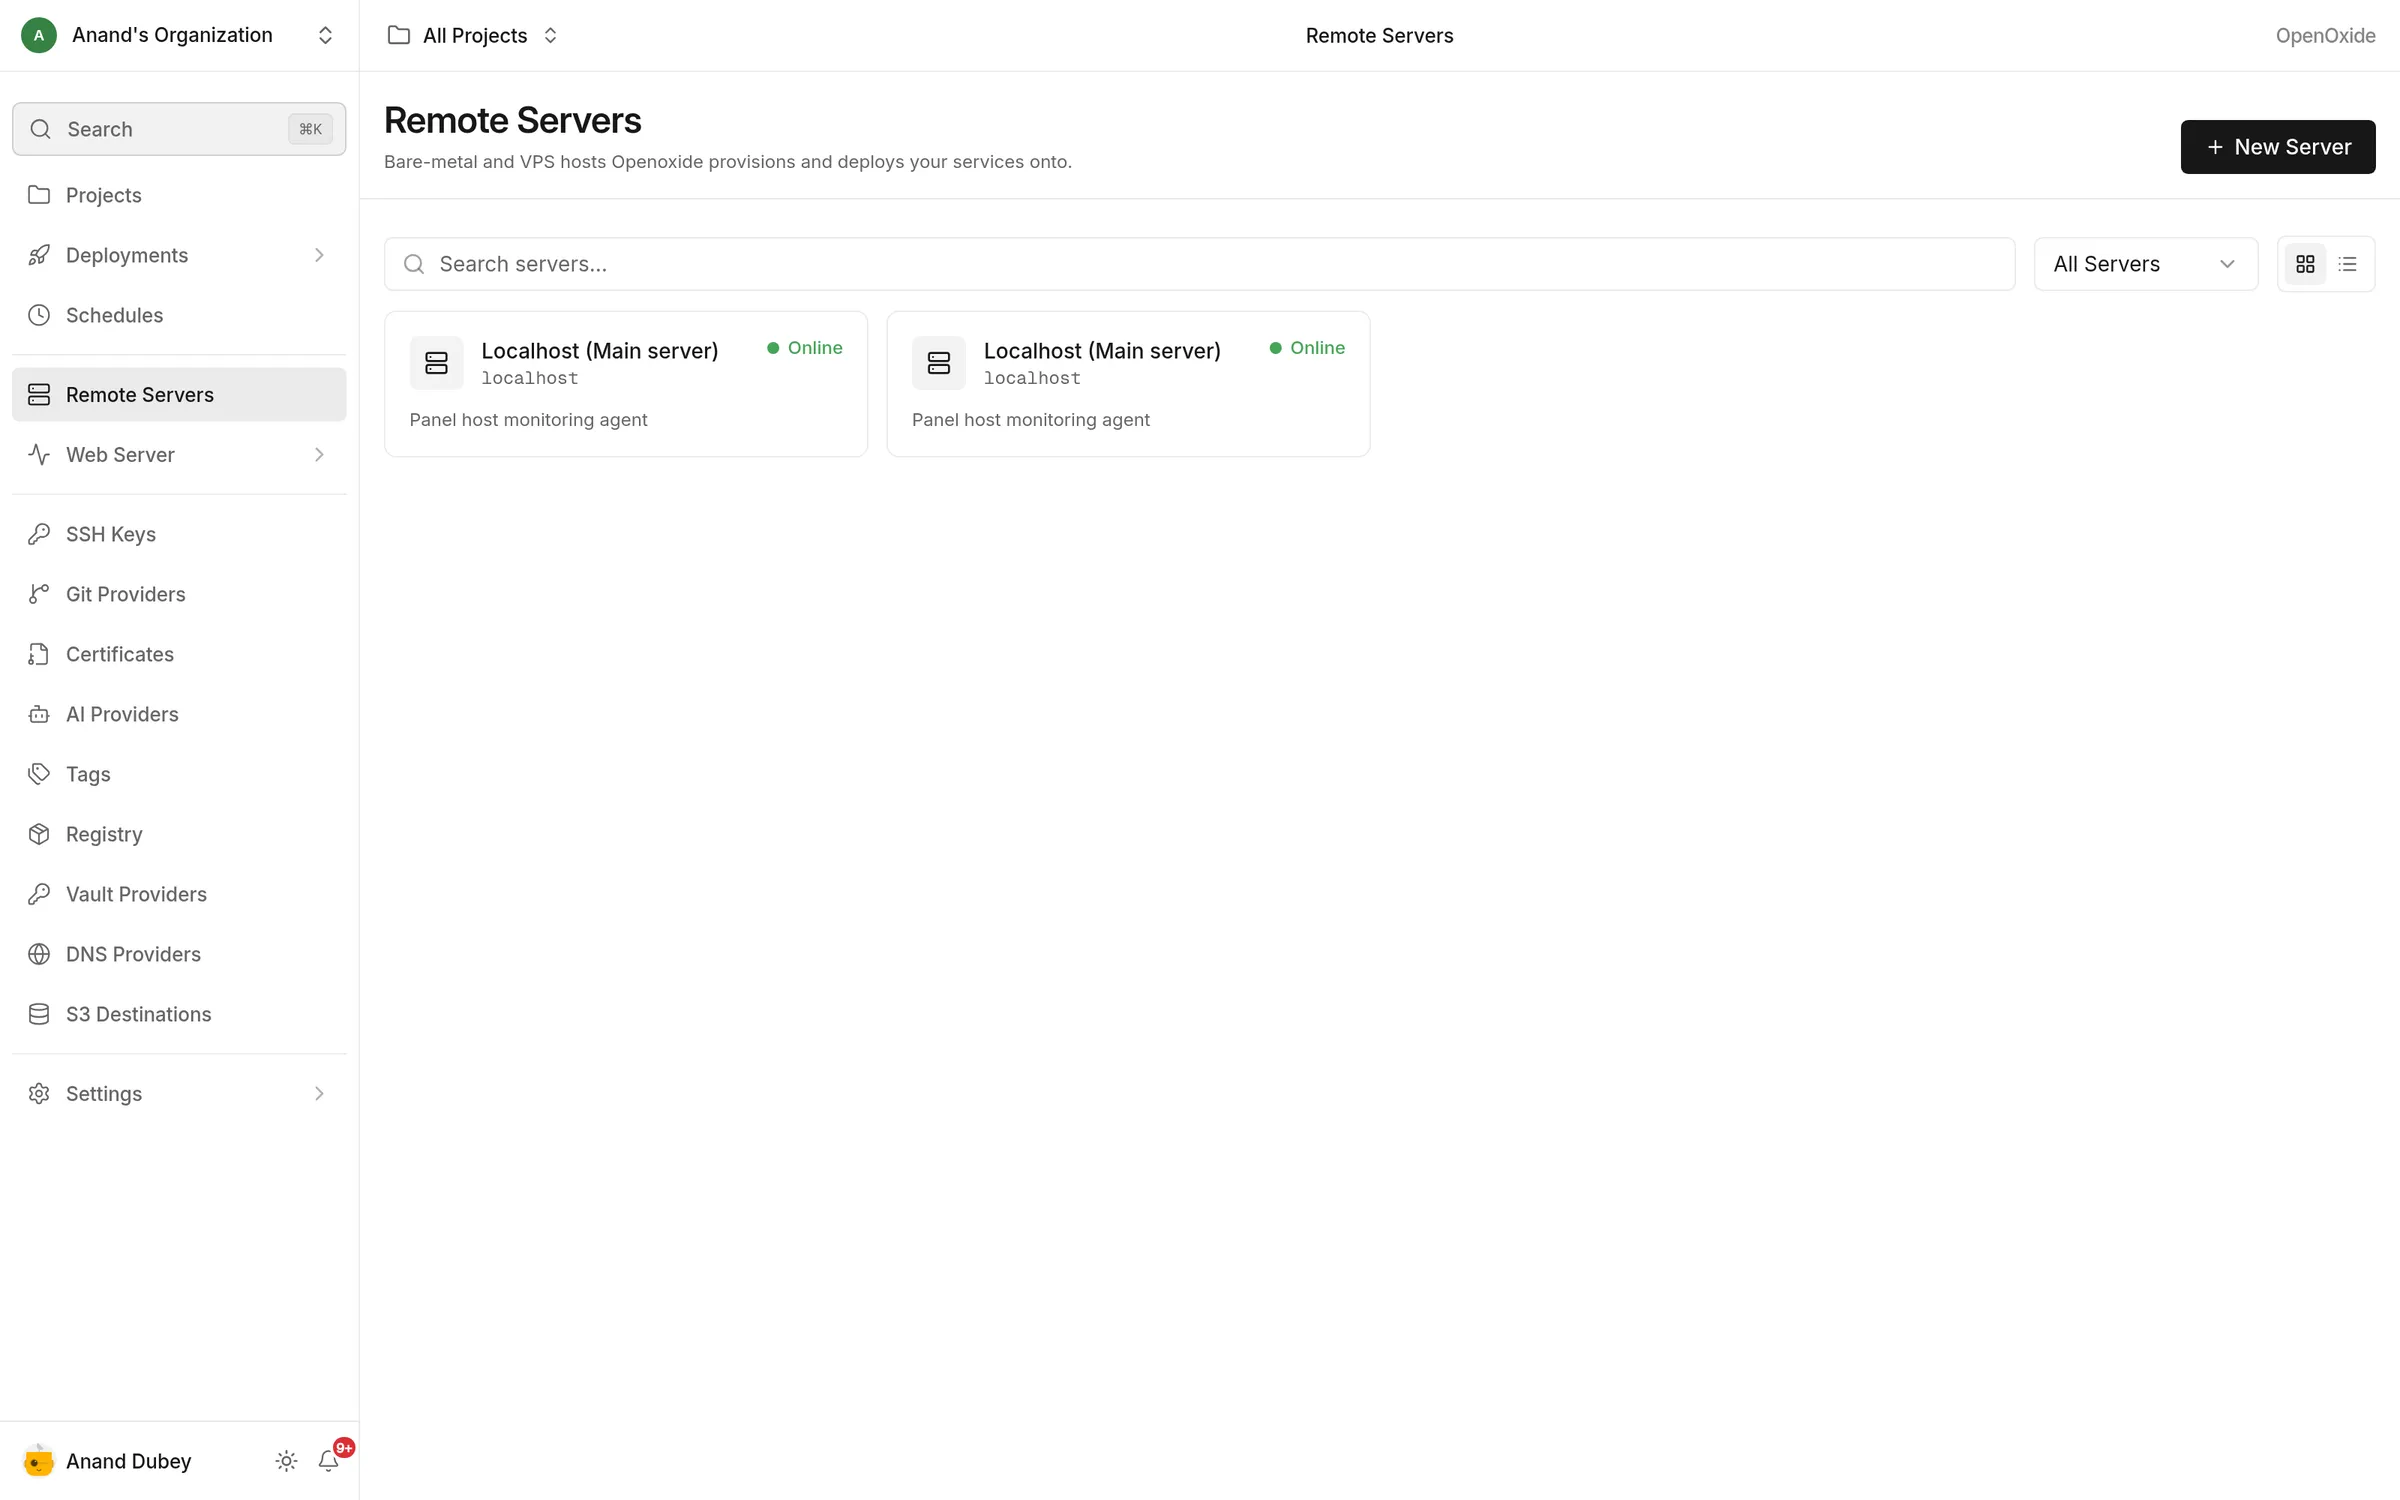 A
Anand's Organization
All Projects
Remote Servers
OpenOxide
Search
⌘K
Projects
Deployments
Schedules
Remote Servers
Web Server
SSH Keys
Git Providers
Certificates
AI Providers
Tags
Registry
Vault Providers
DNS Providers
S3 Destinations
Settings
Anand Dubey
9+
Remote Servers
Bare-metal and VPS hosts Openoxide provisions and deploys your services onto.
+ New Server
Search servers...
All Servers
Localhost (Main server)
Online
localhost
Panel host monitoring agent
Localhost (Main server)
Online
localhost
Panel host monitoring agent